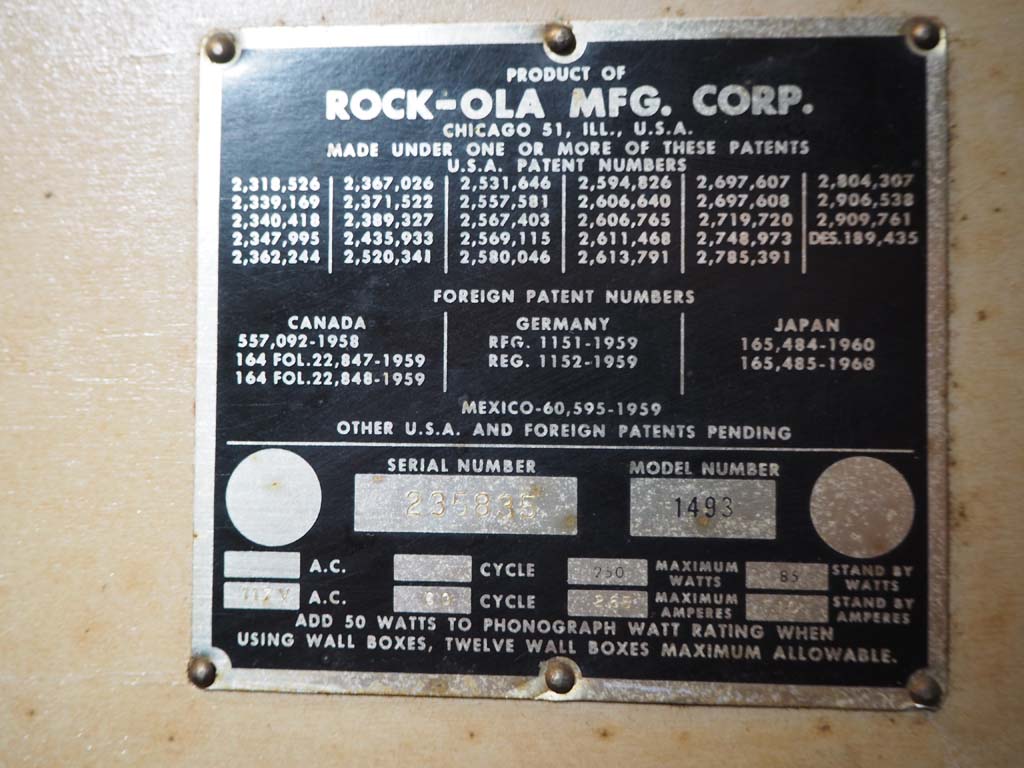 PRODUCT OF
ROCK-OLA MFG. CORP.
CHICAGO 51, ILL., U.S.A.
MADE UNDER ONE OR MORE OF THESE PATENTS
U.S.A. PATENT NUMBERS
2,318,526 2,367,026 2,531,646 2,594,826 2,697,607 2,804,307
2,339,169 2,371,522 2,557,581 2,606,640 2,697,608 2,906,538
2,340,418 2,389,327 2,567,403 2,606,765 2,719,720 2,909,761
2,347,995 2,435,933 2,569,115 2,611,468 2,748,973 DES.189,435
2,362,244 2,520,341 2,580,046 2,613,791 2,785,391
FOREIGN PATENT NUMBERS
CANADA GERMANY JAPAN
557,092-1958 RFG. 1151-1959 165,484-1960
164 FOL.22,847-1959 REG. 1152-1959 165,485-1960
164 FOL.22,848-1959
MEXICO-60,595-1959
OTHER U.S.A. AND FOREIGN PATENTS PENDING
SERIAL NUMBER MODEL NUMBER
235835 1493
A.C. CYCLE MAXIMUM WATTS 85 STAND BY WATTS
A.C. CYCLE MAXIMUM AMPERES STAND BY AMPERES
ADD 50 WATTS TO PHONOGRAPH WATT RATING WHEN
USING WALL BOXES, TWELVE WALL BOXES MAXIMUM ALLOWABLE.